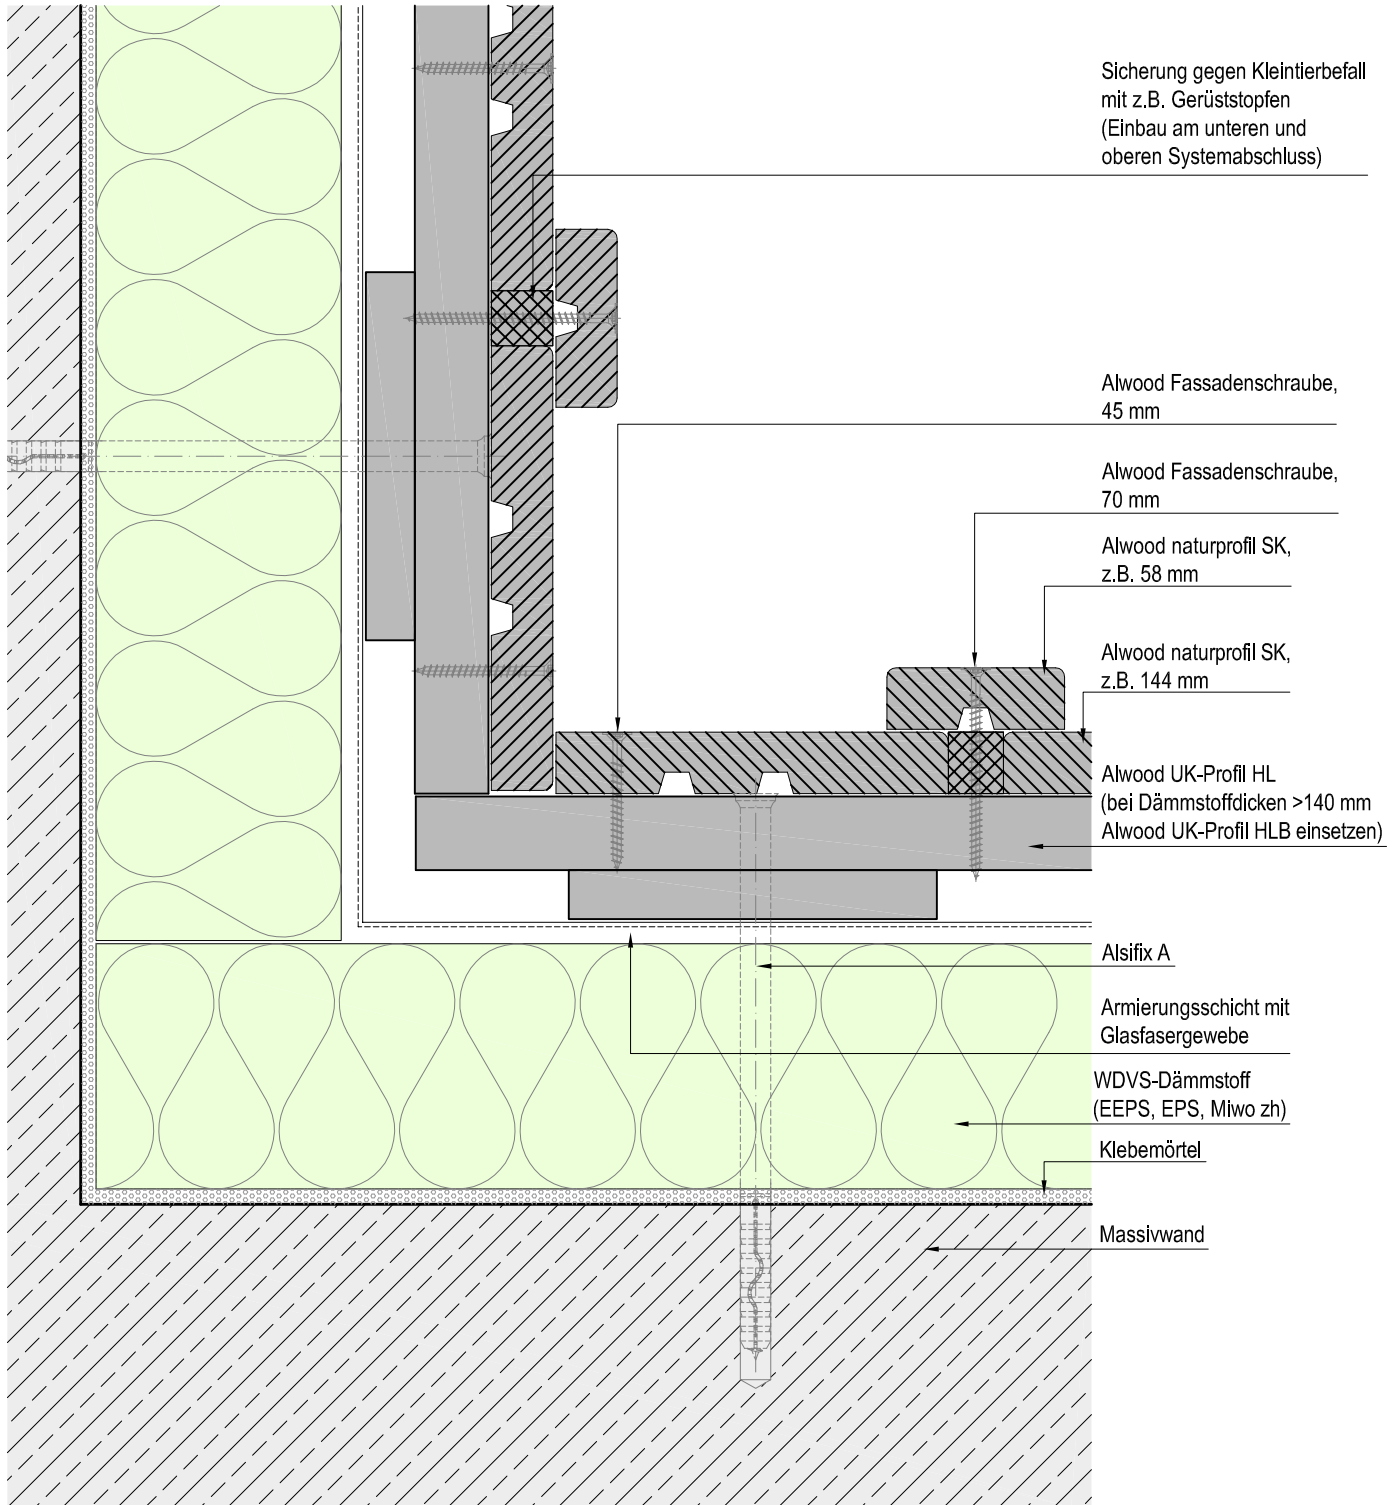 Sicherung gegen Kleintierbefall
mit z.B. Gerüststopfen
(Einbau am unteren und
oberen Systemabschluss)
Alwood Fassadenschraube,
45 mm
Alwood Fassadenschraube,
70 mm
Alwood naturprofil SK,
z.B. 58 mm
Alwood naturprofil SK,
z.B. 144 mm
Alwood UK-Profil HL
(bei Dämmstoffdicken >140 mm
Alwood UK-Profil HLB einsetzen)
Alsifix A
Armierungsschicht mit
Glasfasergewebe
WDVS-Dämmstoff
(EEPS, EPS, Miwo zh)
Klebemörtel
Massivwand